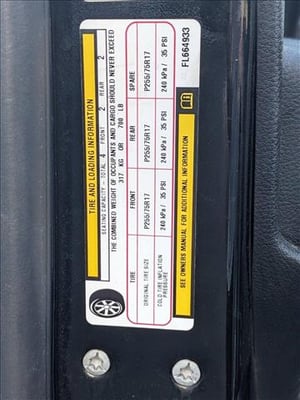 TIRE AND LOADING INFORMATION
SEATING CAPACITY - TOTAL 4 FRONT 2 REAR 2
THE COMBINED WEIGHT OF OCCUPANTS AND CARGO SHOULD NEVER EXCEED
317 KG OR 700 LB
TIRE FRONT REAR SPARE
ORIGINAL TIRE SIZE P255/75R17 P255/75R17 P255/75R17
COLD TIRE INFLATION PRESSURE 240 kPa / 35 PSI 240 kPa / 35 PSI 240 kPa / 35 PSI
SEE OWNERS MANUAL FOR ADDITIONAL INFORMATION
FL664933